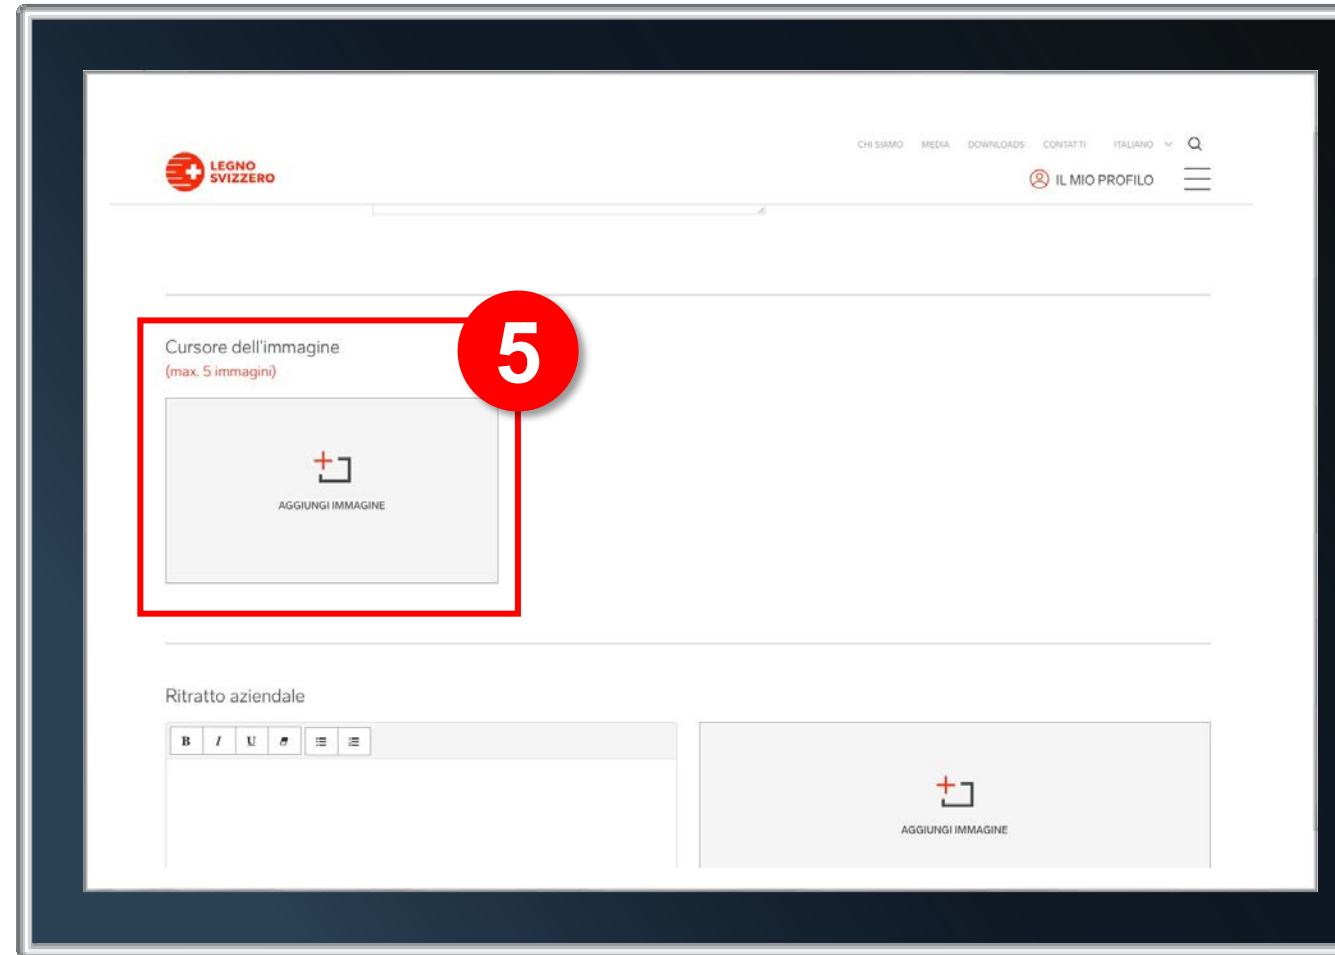 CHI SIAMO MEDIA DOWNLOADS CONTATTI ITALIANO
LEGNO
SVIZZERO
IL MIO PROFILO
5
Cursore dell'immagine
(max. 5 immagini)
AGGIUNGI IMMAGINE
Ritratto aziendale
B I U
AGGIUNGI IMMAGINE